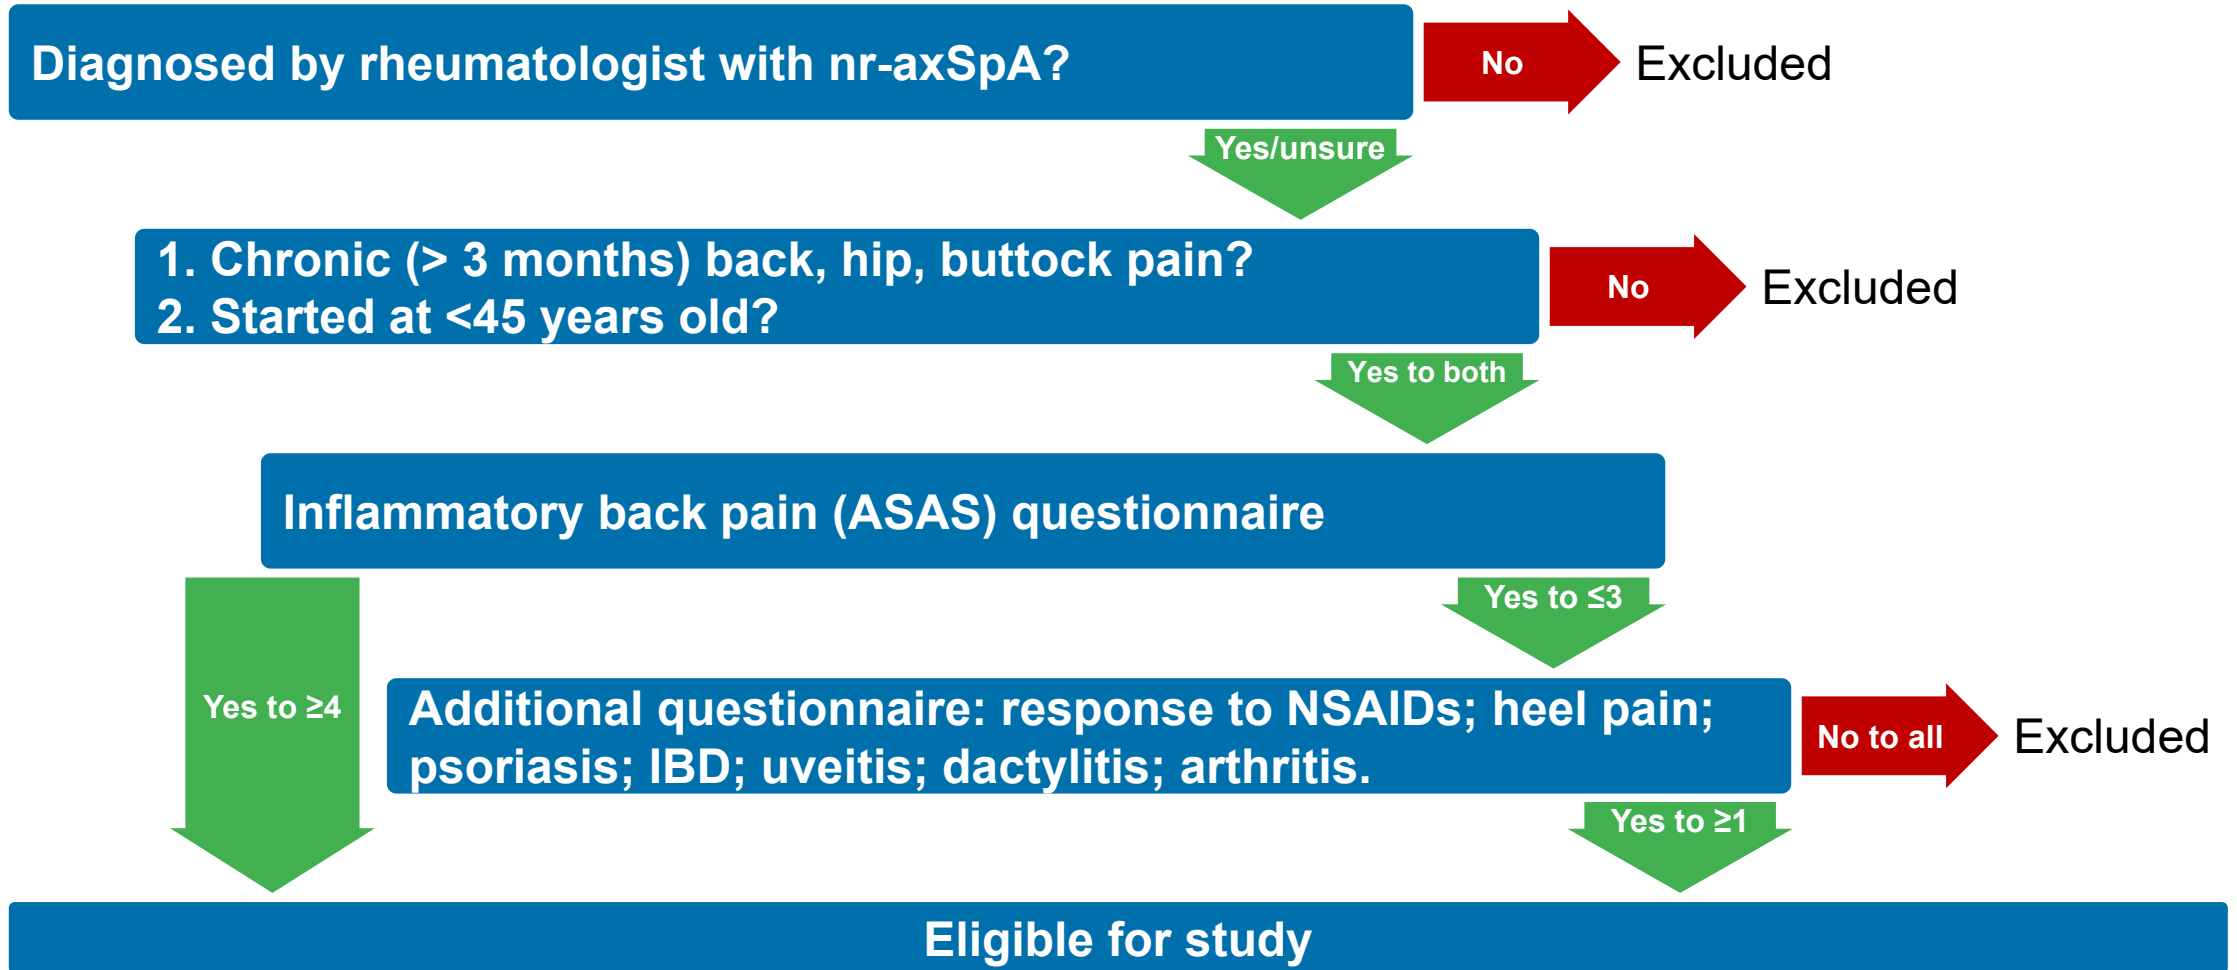 Diagnosed by rheumatologist with nr-axSpA?
No
Excluded
Yes/unsure
1. Chronic (> 3 months) back, hip, buttock pain?
2. Started at <45 years old?
No
Excluded
Yes to both
Inflammatory back pain (ASAS) questionnaire
Yes to ≤3
Yes to ≥4
Additional questionnaire: response to NSAIDs; heel pain;
psoriasis; IBD; uveitis; dactylitis; arthritis.
No to all
Excluded
Yes to ≥1
Eligible for study